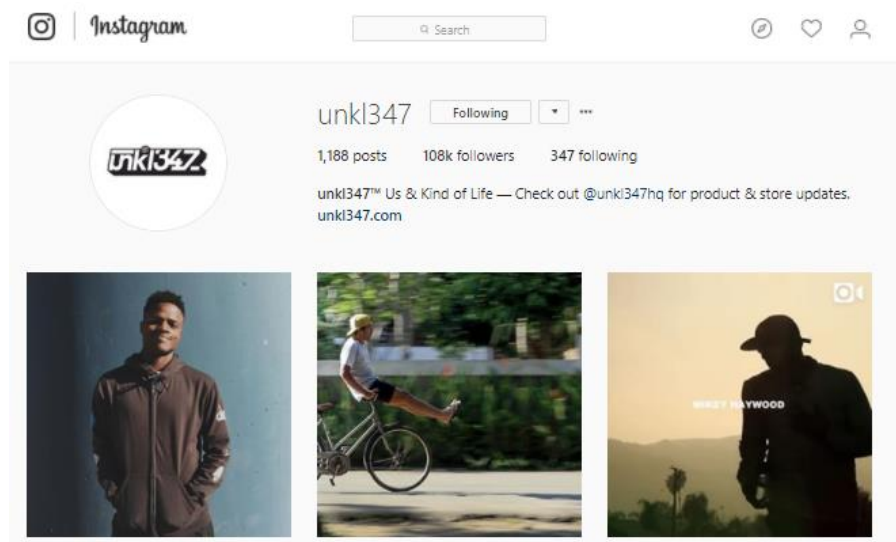 Instagram
Search
unkl347 Following
1,188 posts 108k followers 347 following
unkl347™ Us & Kind of Life — Check out @unkl347hq for product & store updates.
unkl347.com
unkl347
HAYWOOD